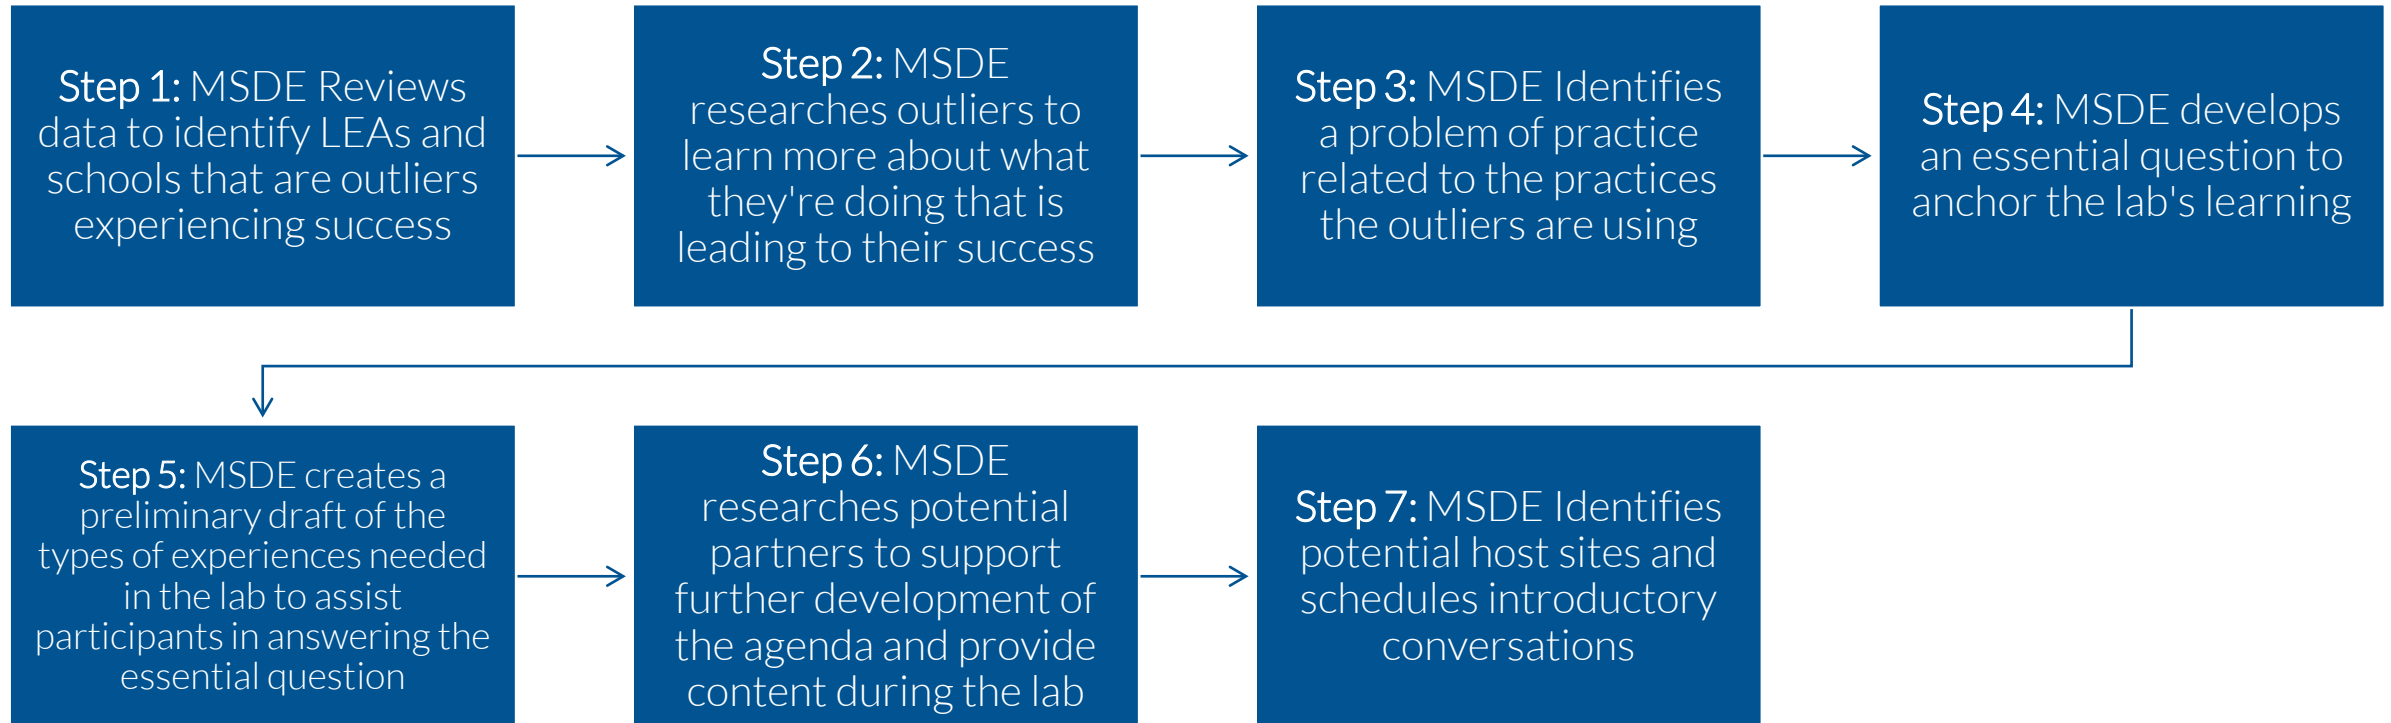 Step 1: MSDE Reviews
data to identify LEAs and
schools that are outliers
experiencing success
Step 2: MSDE
researches outliers to
learn more about what
they're doing that is
leading to their success
Step 3: MSDE Identifies
a problem of practice
related to the practices
the outliers are using
Step 4: MSDE develops
an essential question to
anchor the lab's learning
Step 5: MSDE creates a
preliminary draft of the
types of experiences needed
in the lab to assist
participants in answering the
essential question
Step 6: MSDE
researches potential
partners to support
further development of
the agenda and provide
content during the lab
Step 7: MSDE Identifies
potential host sites and
schedules introductory
conversations